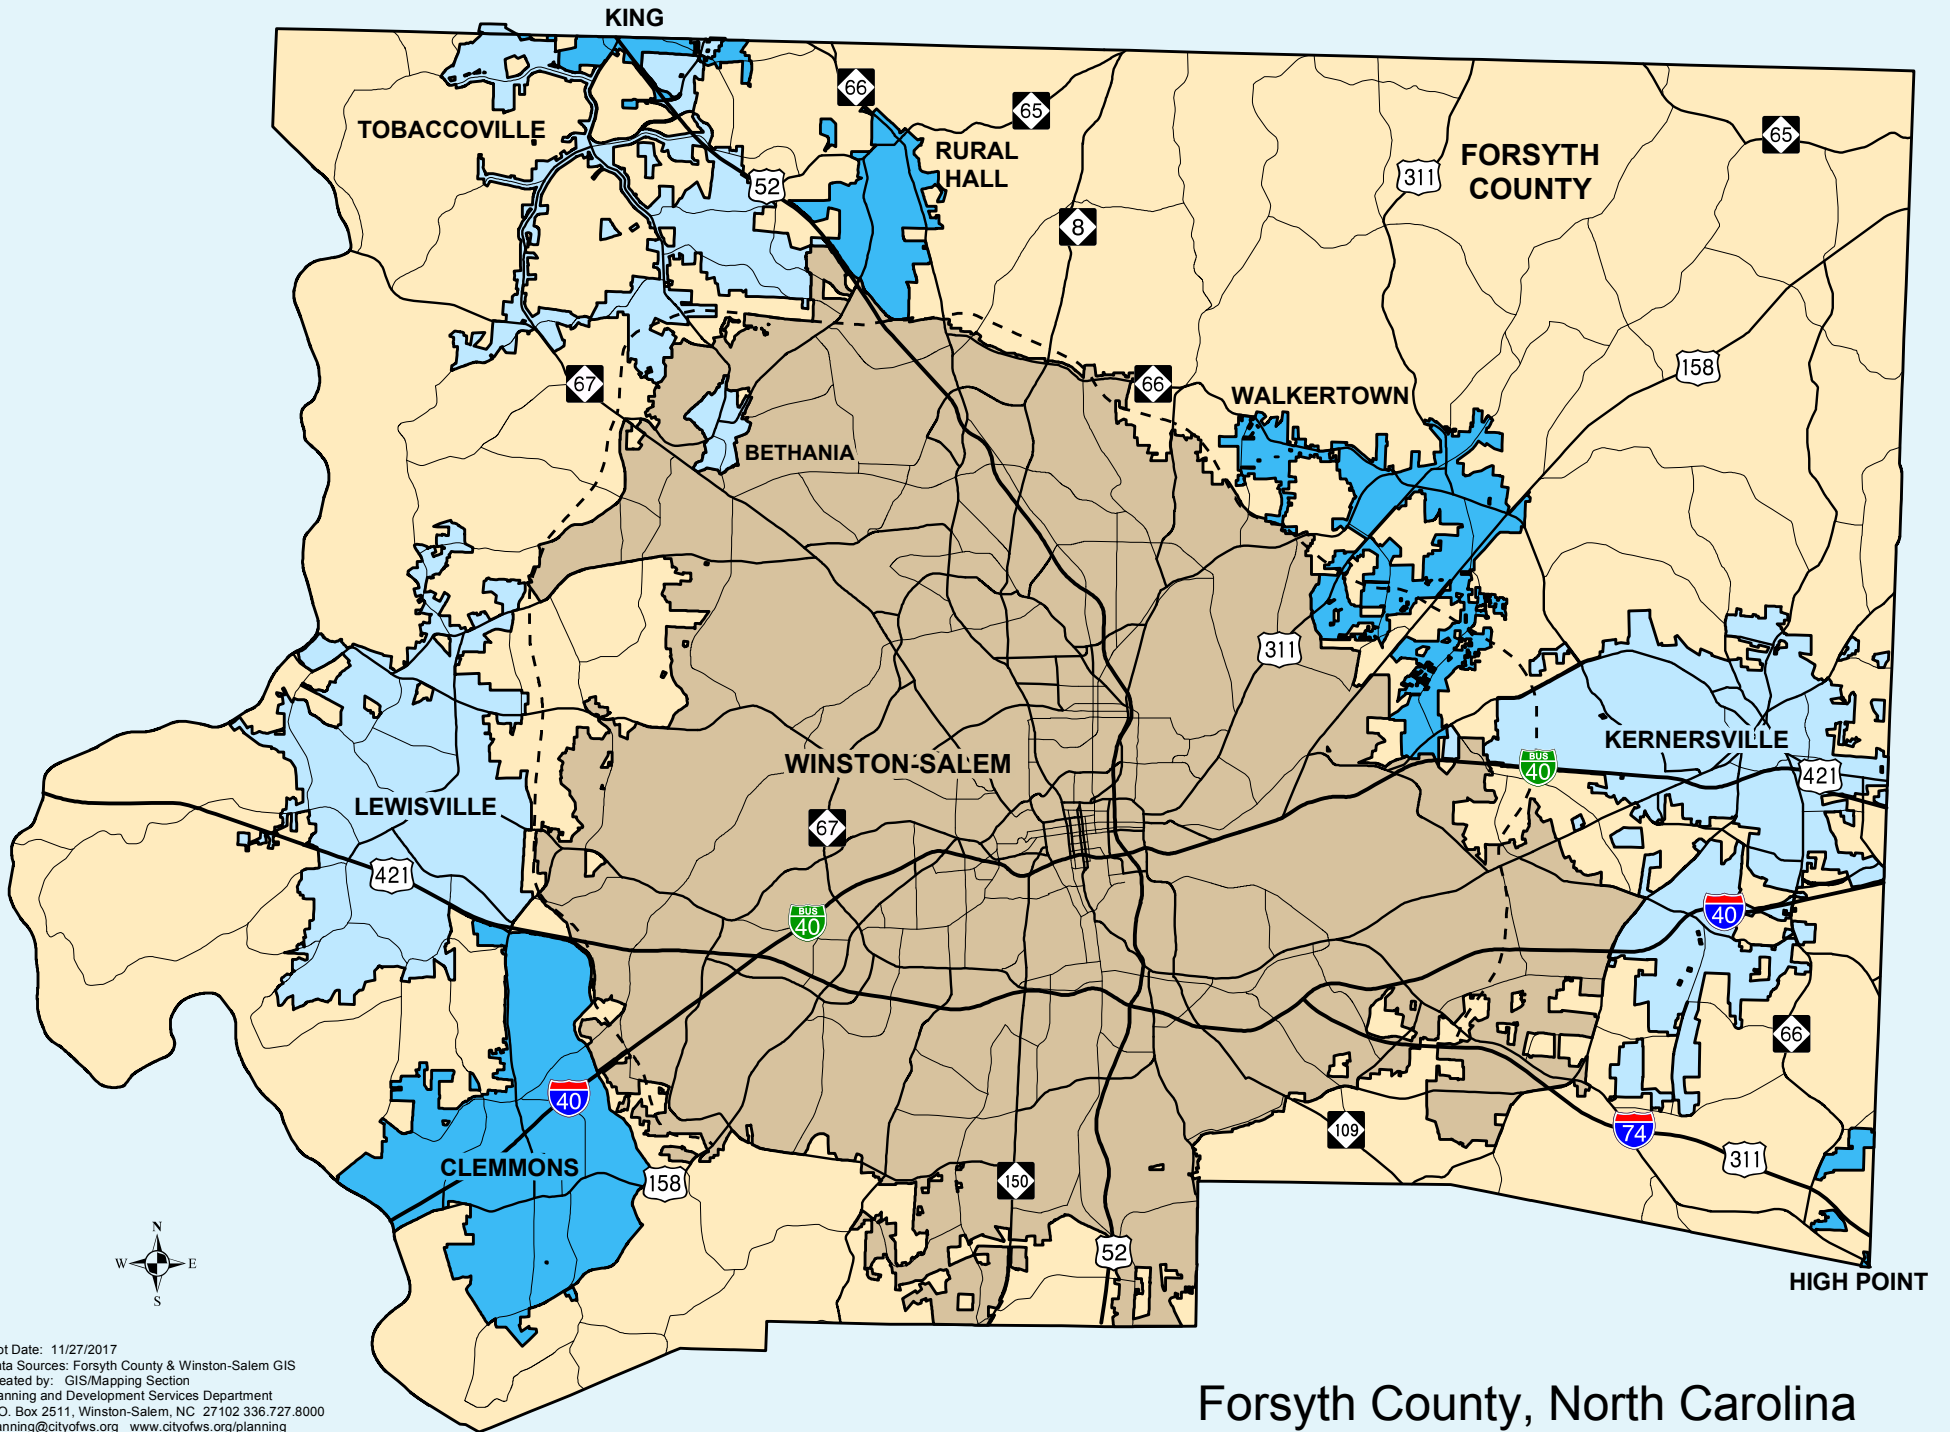 KING
66
65
TOBACCOVILLE
RURAL
HALL
65
FORSYTH
COUNTY
311
52
8
158
67
66
WALKERTOWN
BETHANIA
311
KERNERSVILLE
WINSTON-SALEM
BUS
40
421
LEWISVILLE
67
421
BUS
40
40
66
40
109
74
311
CLEMMONS
158
150
52
N
W E
S
HIGH POINT
ot Date: 11/27/2017
ata Sources: Forsyth County & Winston-Salem GIS
eated by: GIS/Mapping Section
anning and Development Services Department
O. Box 2511, Winston-Salem, NC 27102 336.727.8000
anning@cityofws.org www.cityofws.org/planning
Forsyth County, North Carolina